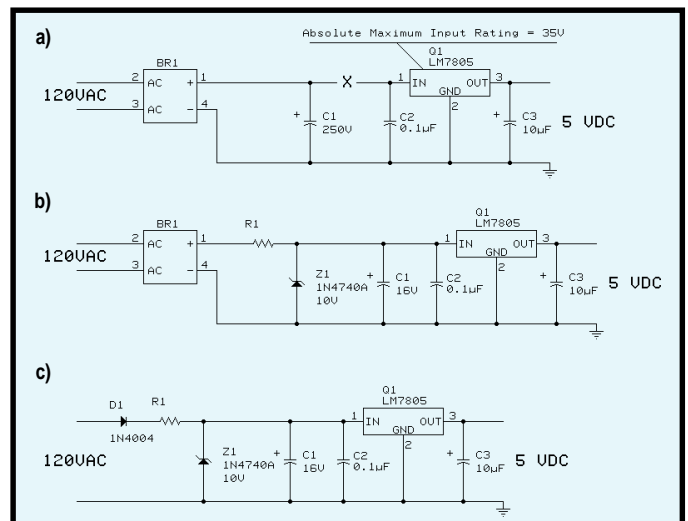 a)
Absolute Maximum Input Rating = 35V
Q1
LM7805
BR1
120VAC
2 AC + 1
3 AC - 4
X
1 IN OUT 3
GND
2
+ C1
250V
C2
0.1µF
+ C3
10µF
5 VDC
b)
BR1
120VAC
2 AC + 1
3 AC - 4
R1
Q1
LM7805
1 IN OUT 3
GND
2
Z1
1N4740A
10V
+ C1
16V
C2
0.1µF
+ C3
10µF
5 VDC
c)
D1
1N4004
R1
Q1
LM7805
1 IN OUT 3
GND
2
120VAC
Z1
1N4740A
10V
+ C1
16V
C2
0.1µF
+ C3
10µF
5 VDC